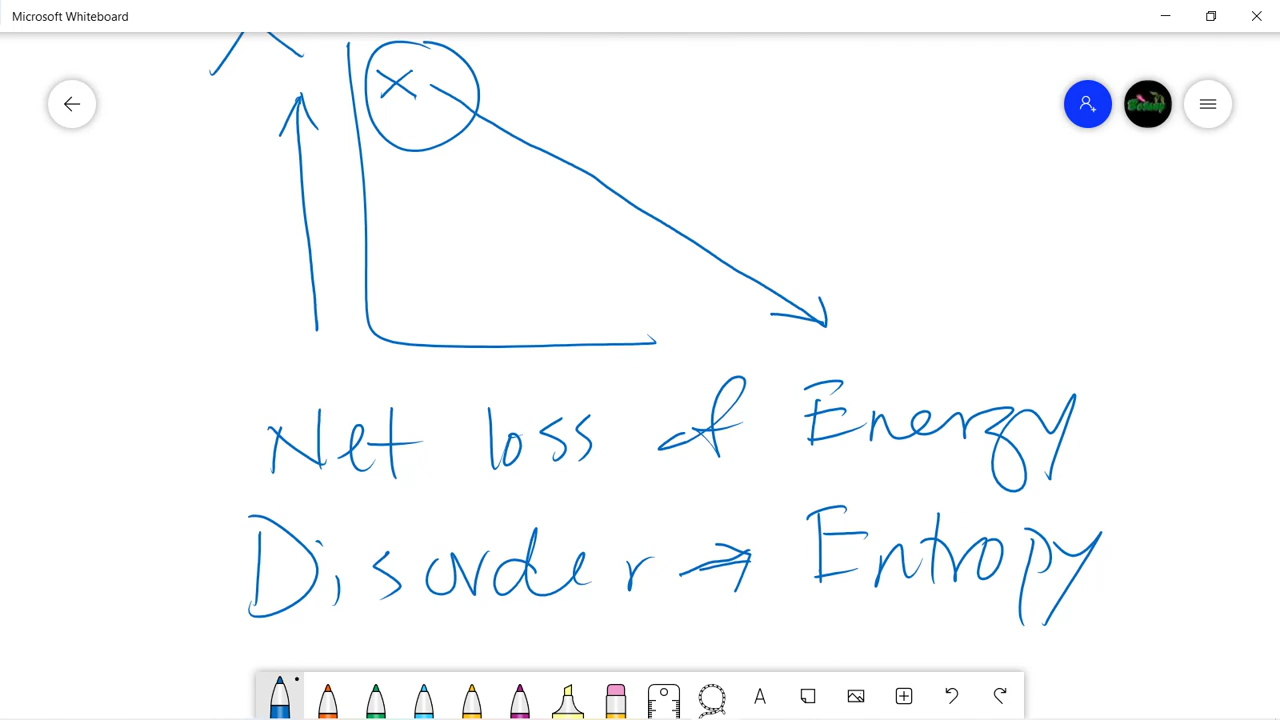 Microsoft Whiteboard
X
Net loss of Energy
Disorder → Entropy
A